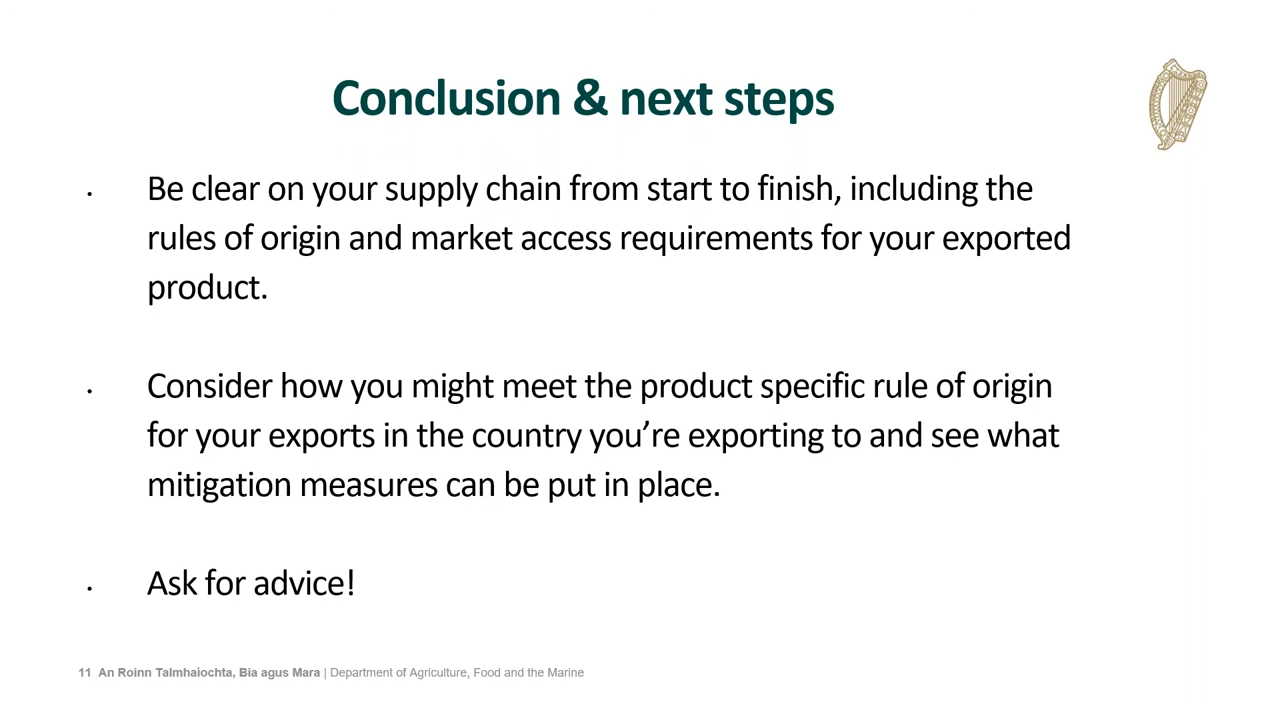 Conclusion & next steps
• Be clear on your supply chain from start to finish, including the
rules of origin and market access requirements for your exported
product.
• Consider how you might meet the product specific rule of origin
for your exports in the country you’re exporting to and see what
mitigation measures can be put in place.
• Ask for advice!
11 An Roinn Talmhaíochta, Bia agus Mara | Department of Agriculture, Food and the Marine